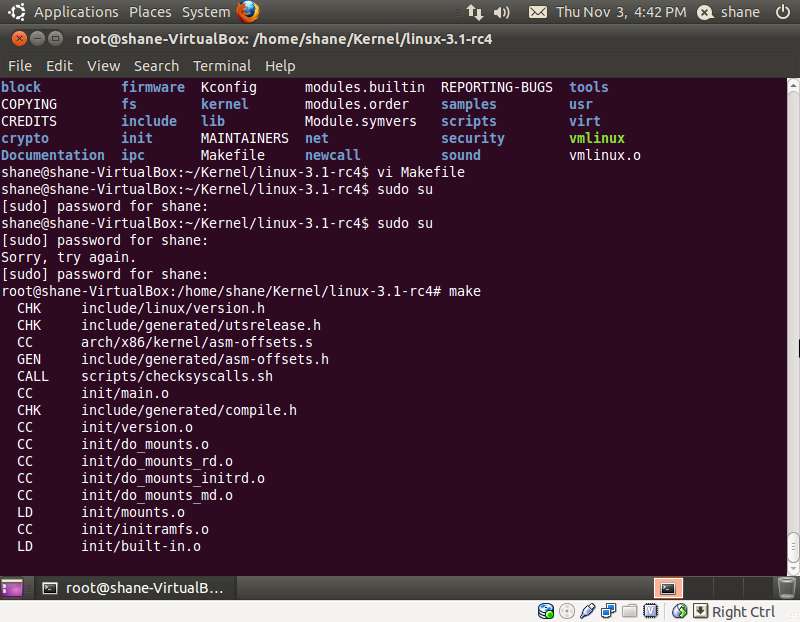 Applications Places System Thu Nov 3, 4:42 PM shane
root@shane-VirtualBox: /home/shane/Kernel/linux-3.1-rc4
File Edit View Search Terminal Help
block firmware Kconfig modules.builtin REPORTING-BUGS tools
COPYING fs kernel modules.order samples usr
CREDITS include lib Module.symvers scripts virt
crypto init MAINTAINERS net security vmlinux
Documentation ipc Makefile newcall sound vmlinux.o
shane@shane-VirtualBox:~/Kernel/linux-3.1-rc4$ vi Makefile
shane@shane-VirtualBox:~/Kernel/linux-3.1-rc4$ sudo su
[sudo] password for shane:
shane@shane-VirtualBox:~/Kernel/linux-3.1-rc4$ sudo su
[sudo] password for shane:
Sorry, try again.
[sudo] password for shane:
root@shane-VirtualBox:/home/shane/Kernel/linux-3.1-rc4# make
CHK include/linux/version.h
CHK include/generated/utsrelease.h
CC arch/x86/kernel/asm-offsets.s
GEN include/generated/asm-offsets.h
CALL scripts/checksyscalls.sh
CC init/main.o
CHK include/generated/compile.h
CC init/version.o
CC init/do_mounts.o
CC init/do_mounts_rd.o
CC init/do_mounts_initrd.o
CC init/do_mounts_md.o
LD init/mounts.o
CC init/initramfs.o
LD init/built-in.o
root@shane-VirtualB...
Right Ctrl